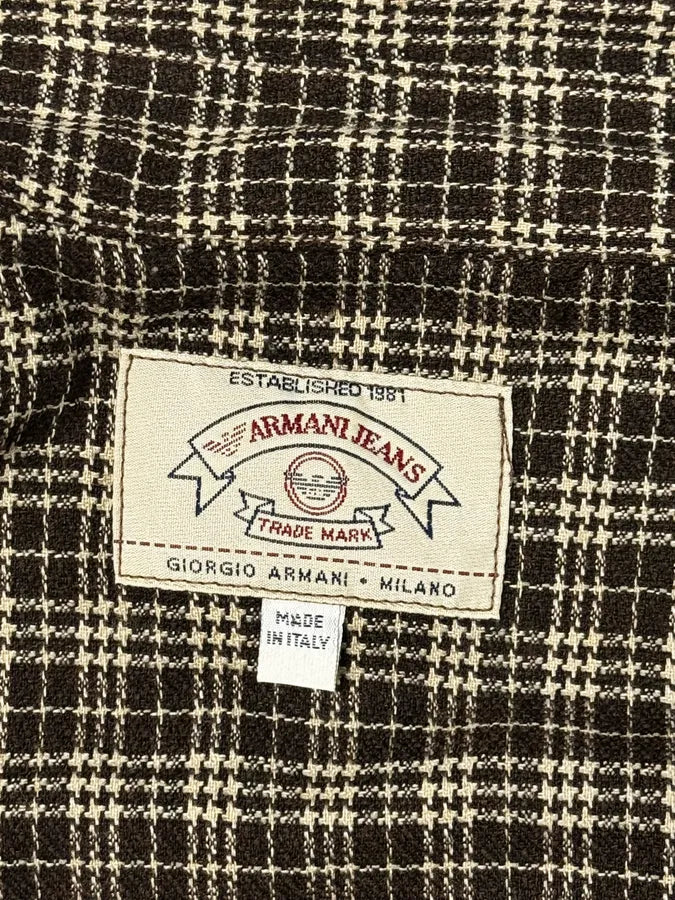 ESTABLISHED 1981
ARMANI JEANS
TRADE MARK
GIORGIO ARMANI • MILANO
MADE
IN ITALY